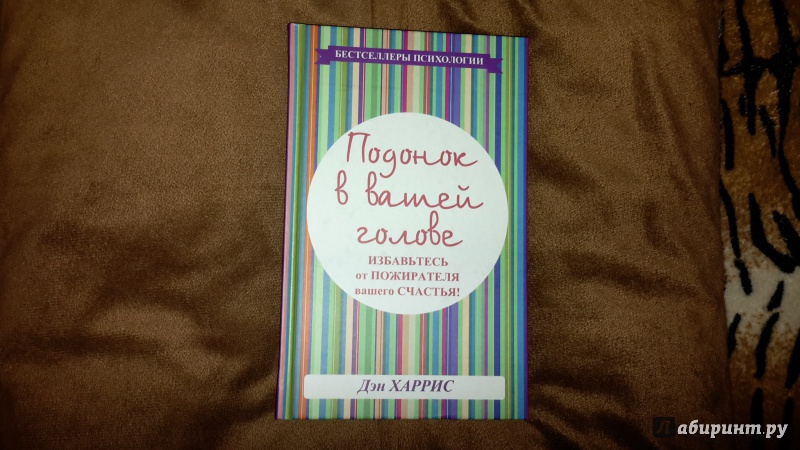 БЕСТСЕЛЛЕРЫ ПСИХОЛОГИИ
Подонок
в вашей
голове
ИЗБАВЬТЕСЬ
от ПОЖИРАТЕЛЯ
вашего СЧАСТЬЯ!
Дэн ХАРРИС
Лабиринт.ру